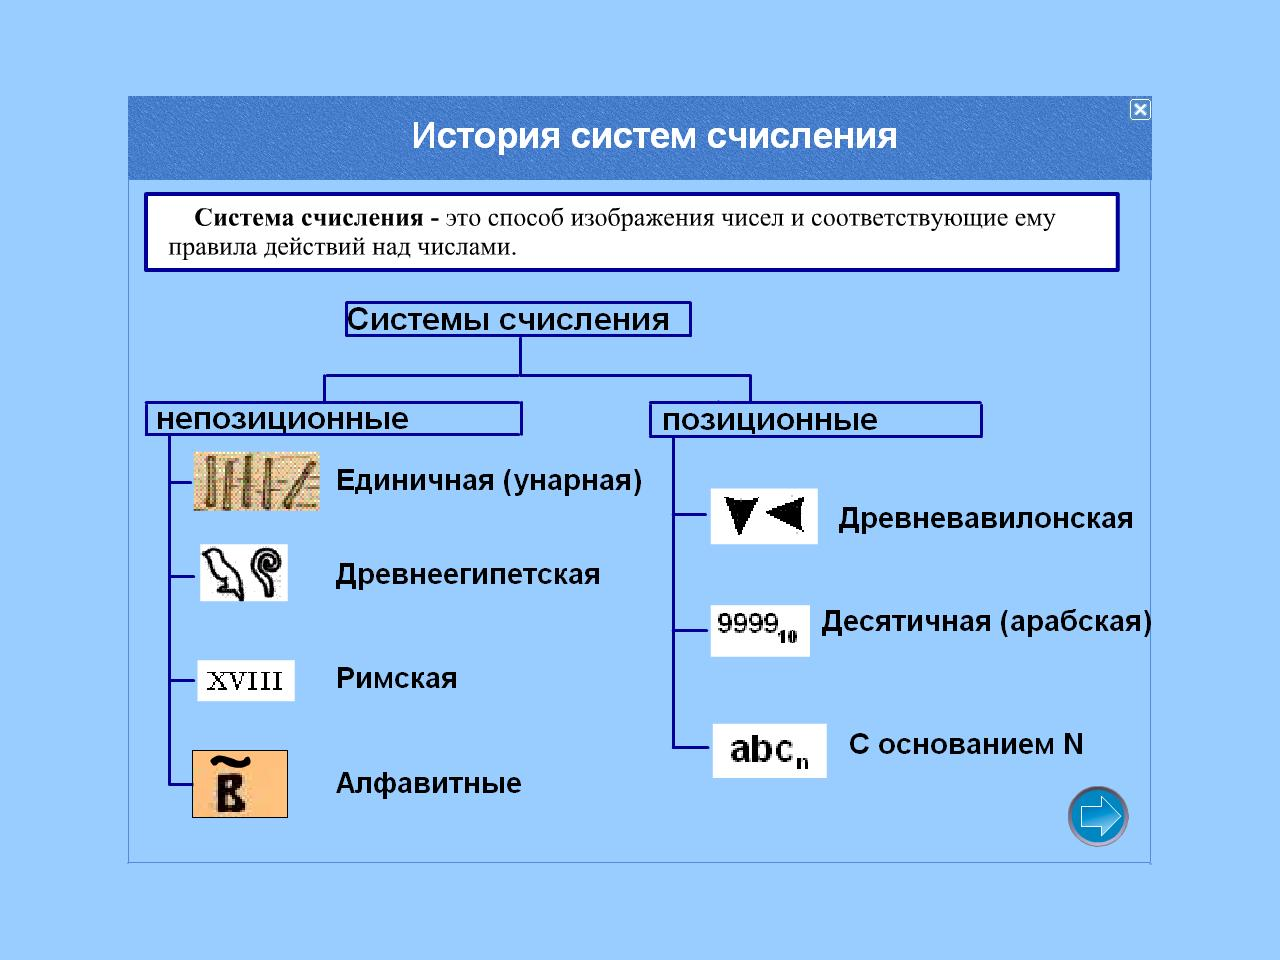 История систем счисления
Система счисления - это способ изображения чисел и соответствующие ему
правила действий над числами.
Системы счисления
непозиционные
позиционные
Единичная (унарная)
Древнеегипетская
XVIII
Римская
B
Алфавитные
Древневавилонская
9999₁₀
Десятичная (арабская)
abcₙ
С основанием N